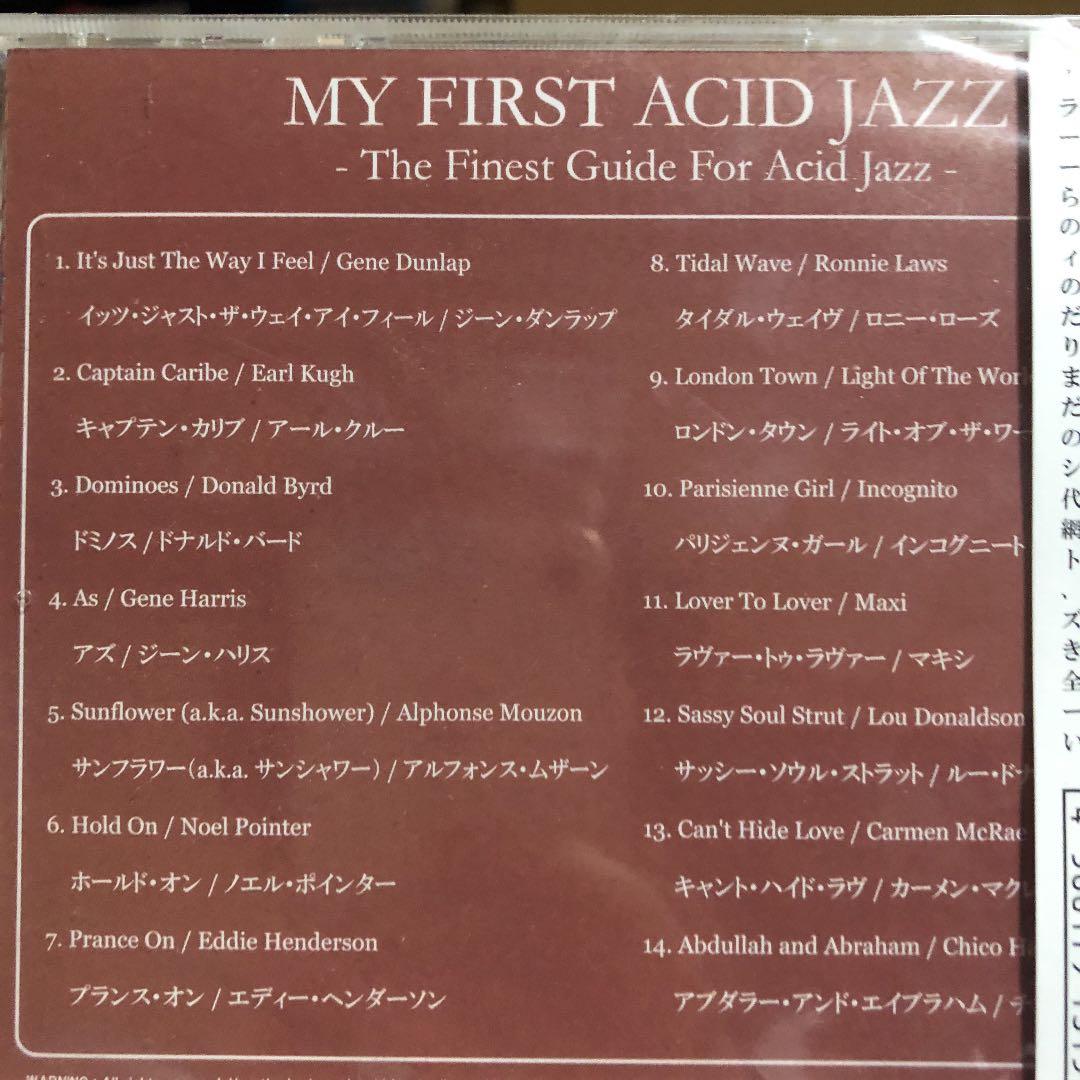 MY FIRST ACID JAZZ
- The Finest Guide For Acid Jazz -
1. It's Just The Way I Feel / Gene Dunlap
イッツ・ジャスト・ザ・ウェイ・アイ・フィール / ジーン・ダンラップ
2. Captain Caribe / Earl Kugh
キャプテン・カリブ / アール・クルー
3. Dominoes / Donald Byrd
ドミノス / ドナルド・バード
4. As / Gene Harris
アズ / ジーン・ハリス
5. Sunflower (a.k.a. Sunshower) / Alphonse Mouzon
サンフラワー(a.k.a. サンシャワー) / アルフォンス・ムザーン
6. Hold On / Noel Pointer
ホールド・オン / ノエル・ポインター
7. Prance On / Eddie Henderson
プランス・オン / エディー・ヘンダーソン
8. Tidal Wave / Ronnie Laws
タイダル・ウェイヴ / ロニー・ローズ
9. London Town / Light Of The Wor
ロンドン・タウン / ライト・オブ・ザ・ワー
10. Parisienne Girl / Incognito
パリジェンヌ・ガール / インコグニート
11. Lover To Lover / Maxi
ラヴァー・トゥ・ラヴァー / マキシ
12. Sassy Soul Strut / Lou Donaldson
サッシー・ソウル・ストラット / ルー・ドナ
13. Can't Hide Love / Carmen McRae
キャント・ハイド・ラヴ / カーメン・マクレ
14. Abdullah and Abraham / Chico H
アブダラー・アンド・エイブラハム / チ